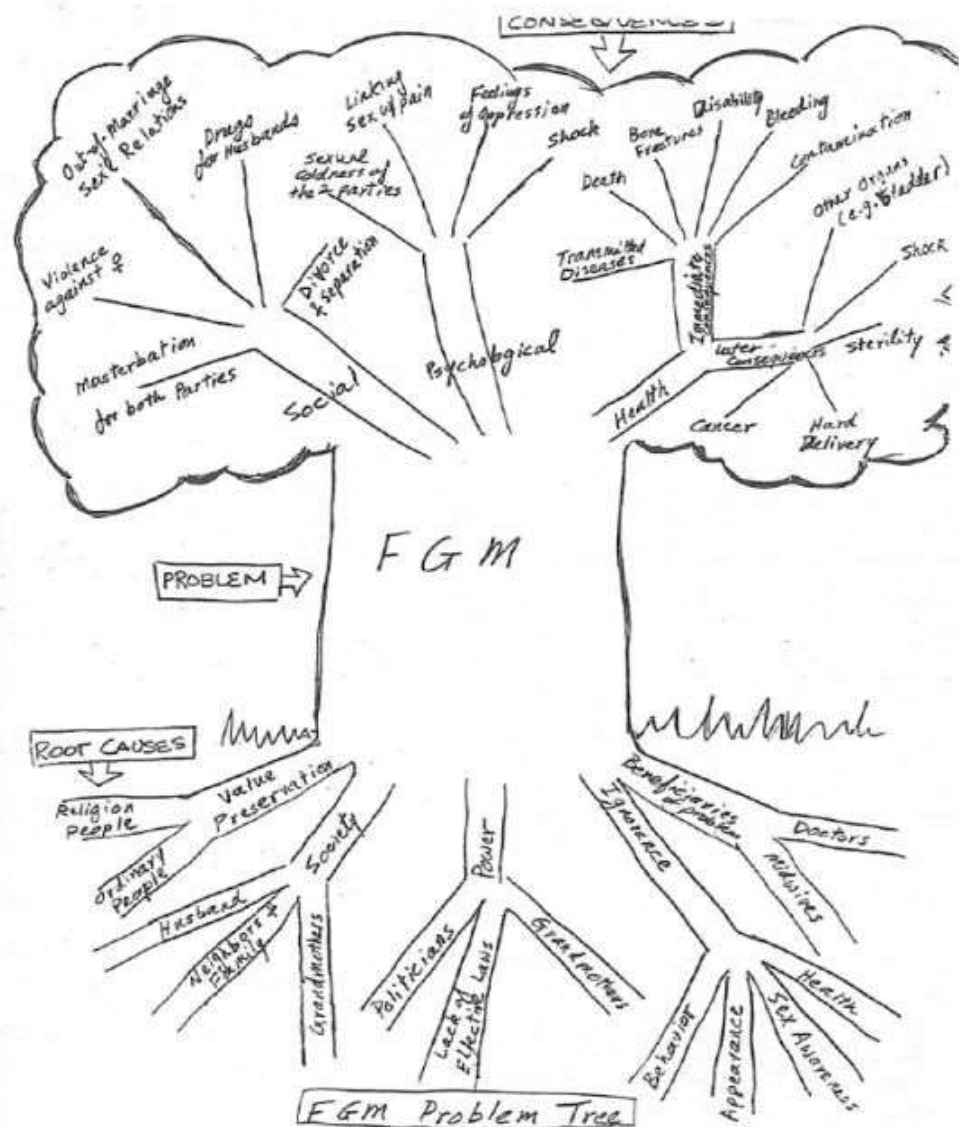 CONSEQUENCES
Out-of-Marriage
Sex'l Relations
Drugs
for Husbands
Linking
Sex w/ pain
Feelings
of oppression
Shock
Sexual
Coldness of
the 2 parties
Violence
against ♀
Masterbation
for both Parties
Divorce
& Separation
Social
Psychological
Death
Bone
Fractures
Disability
Bleeding
Contamination
Transmitted
Diseases
Immediate
Consequences
Other Organs
(e.g. Bladder)
Shock
Sterility
Later
Consequences
Health
Cancer
Hard
Delivery
FGM
PROBLEM
ROOT CAUSES
Religion
People
Value
Preservation
Ordinary
People
Society
Husband
Neighbors &
Family
Grandmothers
Power
Politicians
Lack of
Effective Laws
Grandmothers
Ignorance
Beneficiaries
of problem
Doctors
Midwives
Behavior
Appearance
Sex Awareness
Health
FGM Problem Tree